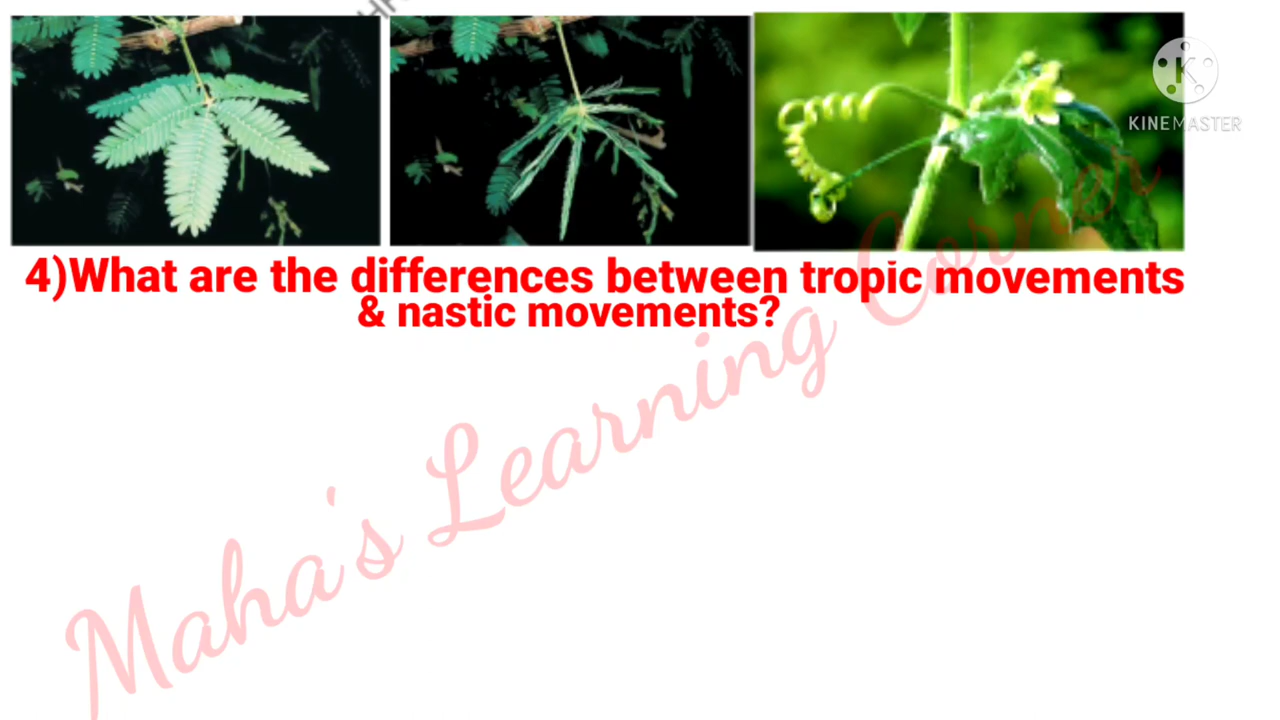 KINEMASTER
4)What are the differences between tropic movements
& nastic movements?
Maha's Learning Corner